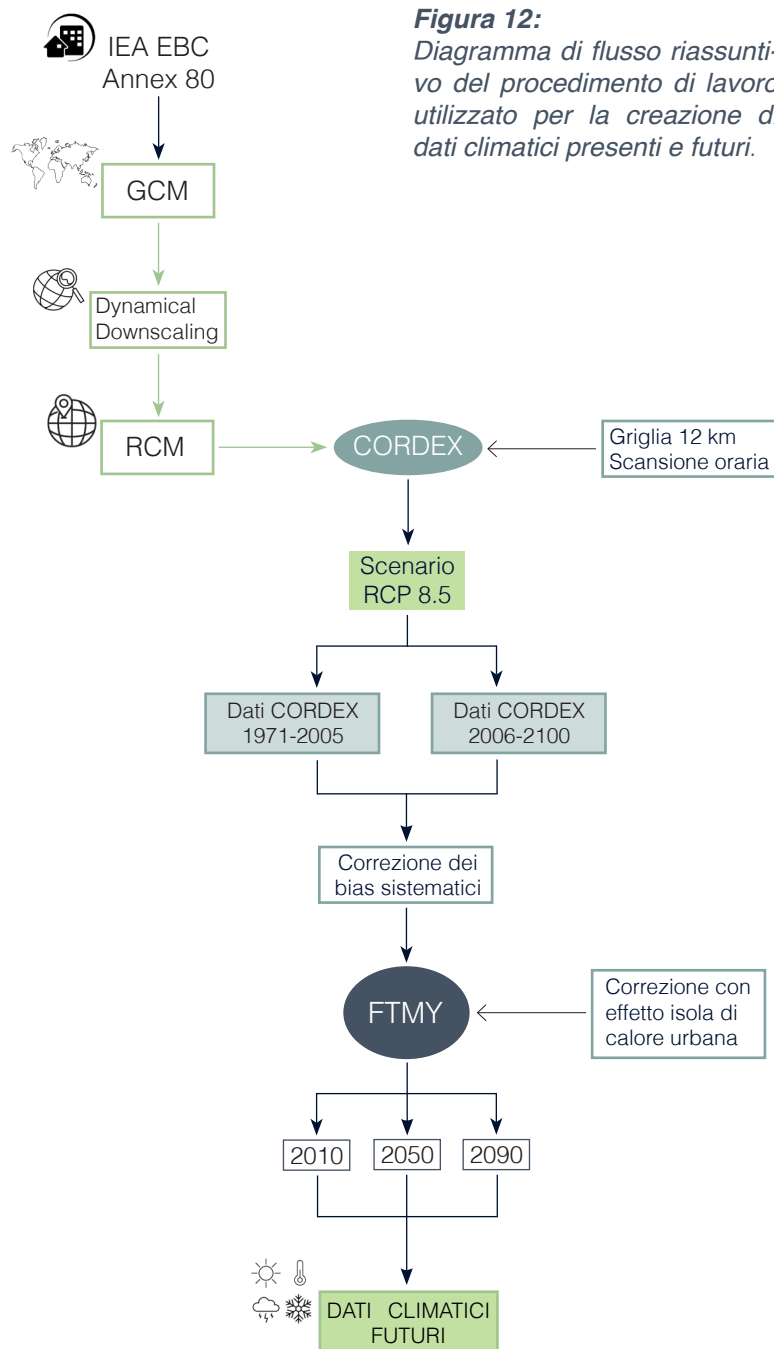 IEA EBC
Annex 80
Figura 12:
Diagramma di flusso riassunti-
vo del procedimento di lavoro
utilizzato per la creazione di
dati climatici presenti e futuri.
GCM
Dynamical
Downscaling
RCM
CORDEX
Griglia 12 km
Scansione oraria
Scenario
RCP 8.5
Dati CORDEX
1971-2005
Dati CORDEX
2006-2100
Correzione dei
bias sistematici
FTMY
Correzione con
effetto isola di
calore urbana
2010
2050
2090
DATI CLIMATICI
FUTURI